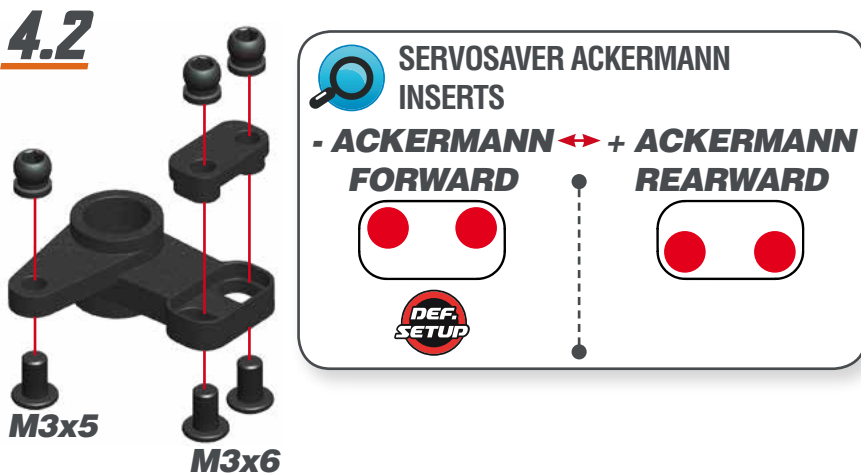 4.2
SERVOSAVER ACKERMANN
INSERTS
- ACKERMANN ↔ + ACKERMANN
FORWARD
REARWARD
DEF.
SETUP
M3x5
M3x6